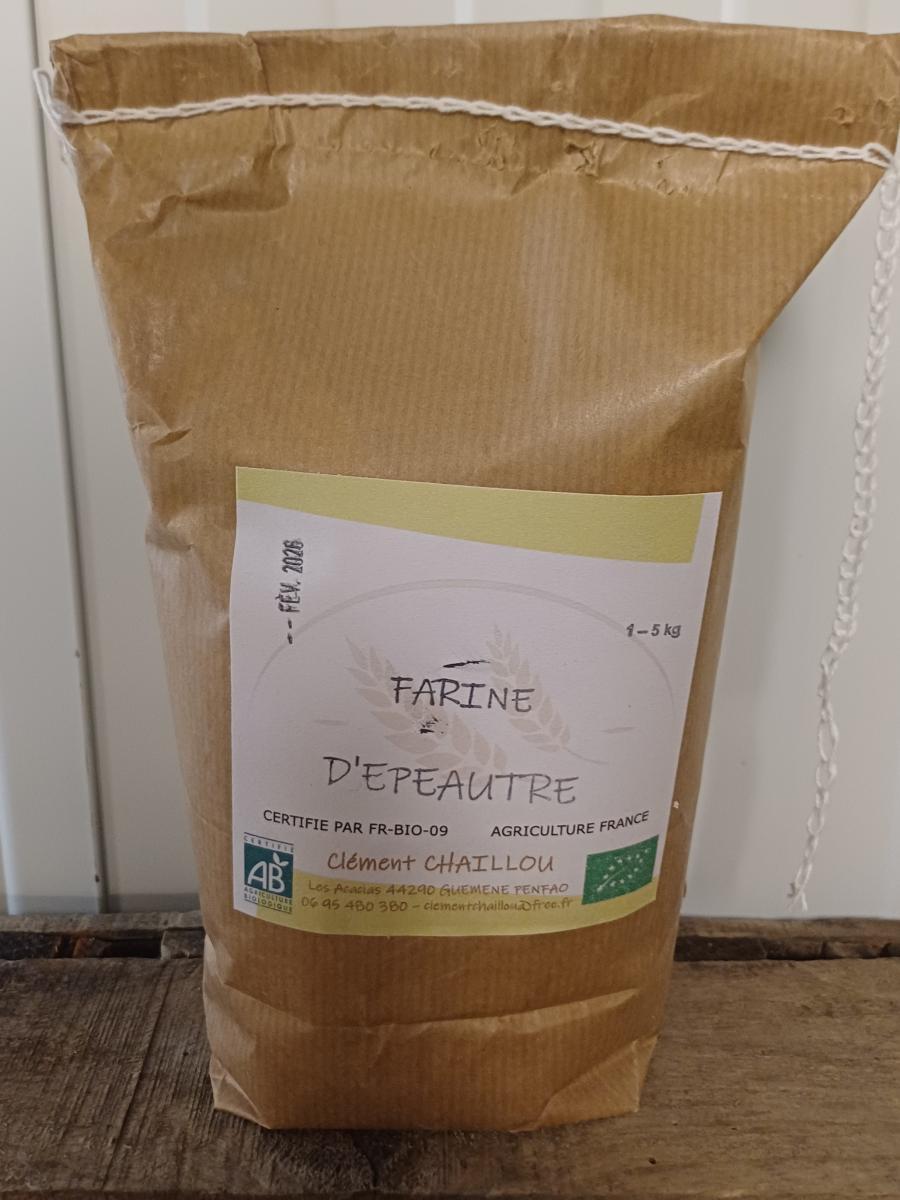 -- FÉV. 2026
1-5 kg
FARINE
D'EPEAUTRE
CERTIFIE PAR FR-BIO-09 AGRICULTURE FRANCE
CERTIFIÉ
AB
AGRICULTURE
BIOLOGIQUE
Clément CHAILLOU
Les Acacias 44290 GUEMENE PENFAO
06 95 480 380 - clementchaillou@free.fr